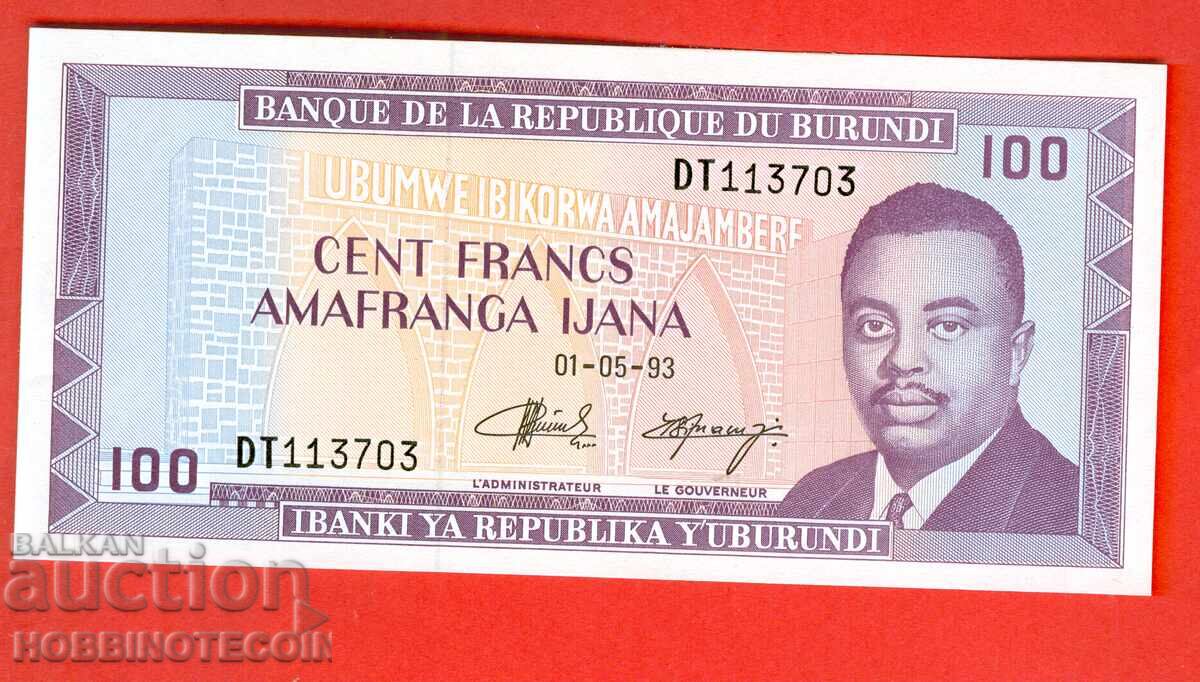 BANQUE DE LA REPUBLIQUE DU BURUNDI
100
DT113703
UBUMWE IBIKORWA AMAJAMBERE
CENT FRANCS
AMAFRANGA IJANA
01-05-93
DT113703
100
L'ADMINISTRATEUR LE GOUVERNEUR
IBANKI YA REPUBLIKA Y'UBURUNDI
BALKAN
auction
HOBBINOTECOIN